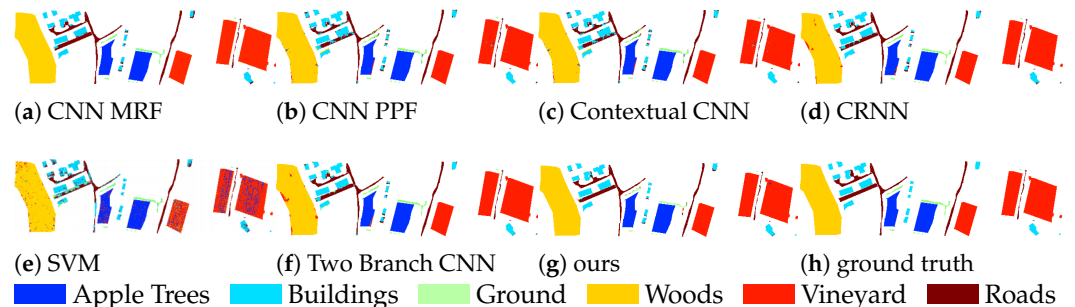 (a) CNN MRF (b) CNN PPF (c) Contextual CNN (d) CRNN
(e) SVM (f) Two Branch CNN (g) ours (h) ground truth
Apple Trees Buildings Ground Woods Vineyard Roads